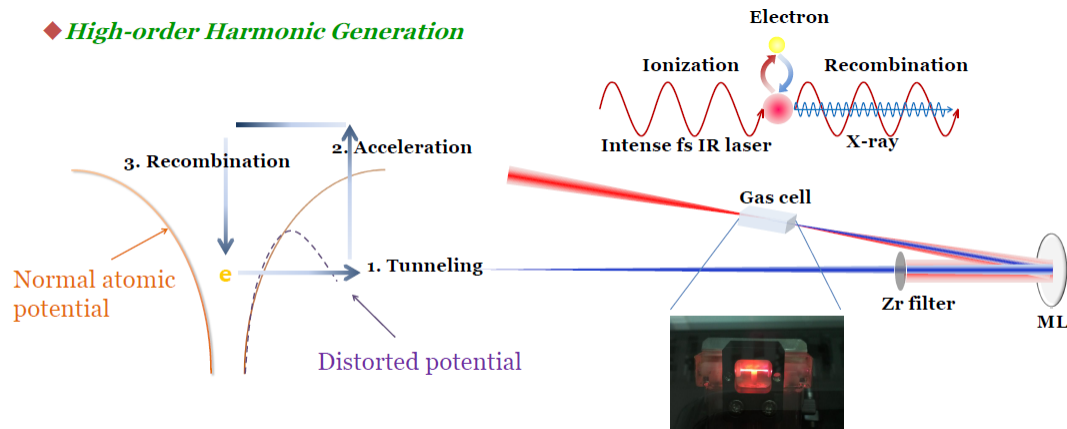 High-order Harmonic Generation
Electron
Ionization
Recombination
Intense fs IR laser
X-ray
3. Recombination
2. Acceleration
e
1. Tunneling
Normal atomic
potential
Distorted potential
Gas cell
Zr filter
ML